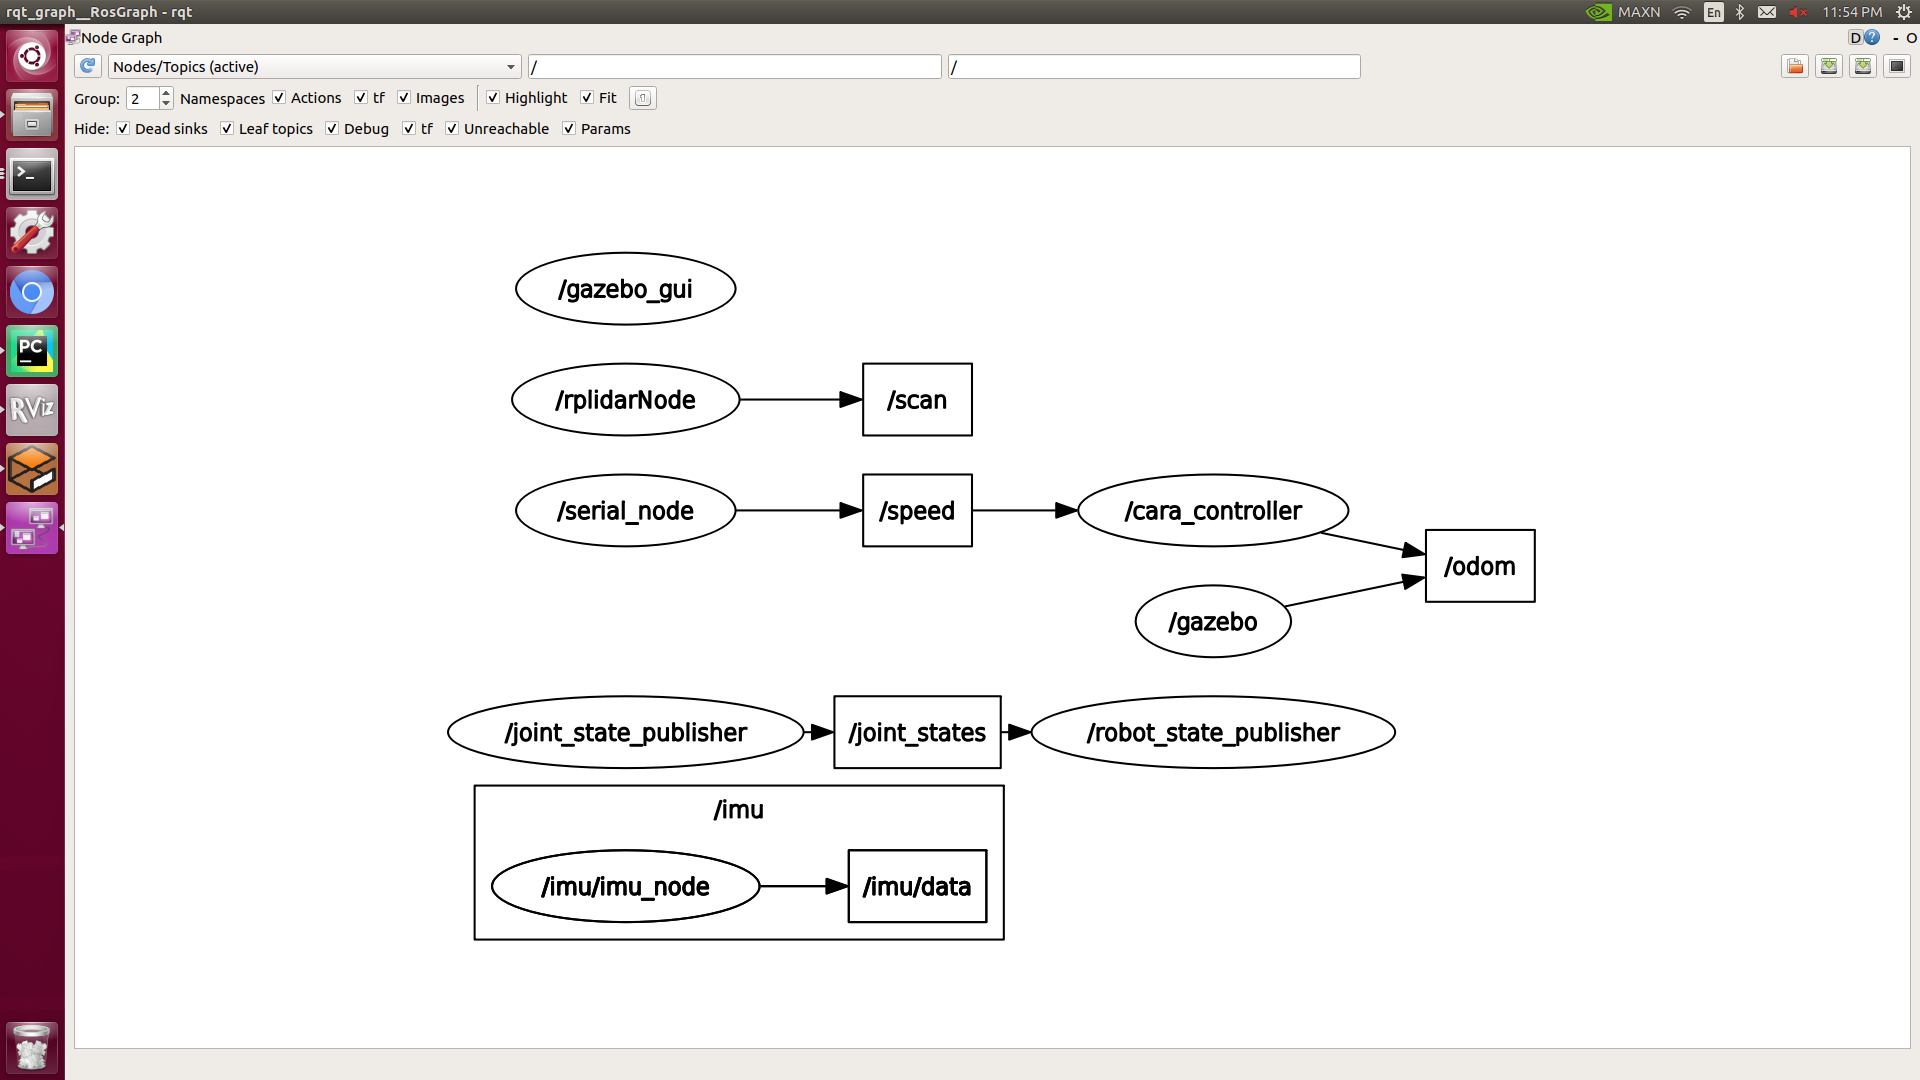 rqt_graph__RosGraph - rqt
MAXN En 11:54 PM
Node Graph
D ? - O
Nodes/Topics (active) / /
Group: 2 Namespaces Actions tf Images Highlight Fit
Hide: Dead sinks Leaf topics Debug tf Unreachable Params
>_
PC
RViz
/gazebo_gui
/rplidarNode /scan
/serial_node /speed /cara_controller
/odom
/gazebo
/joint_state_publisher /joint_states /robot_state_publisher
/imu
/imu/imu_node /imu/data